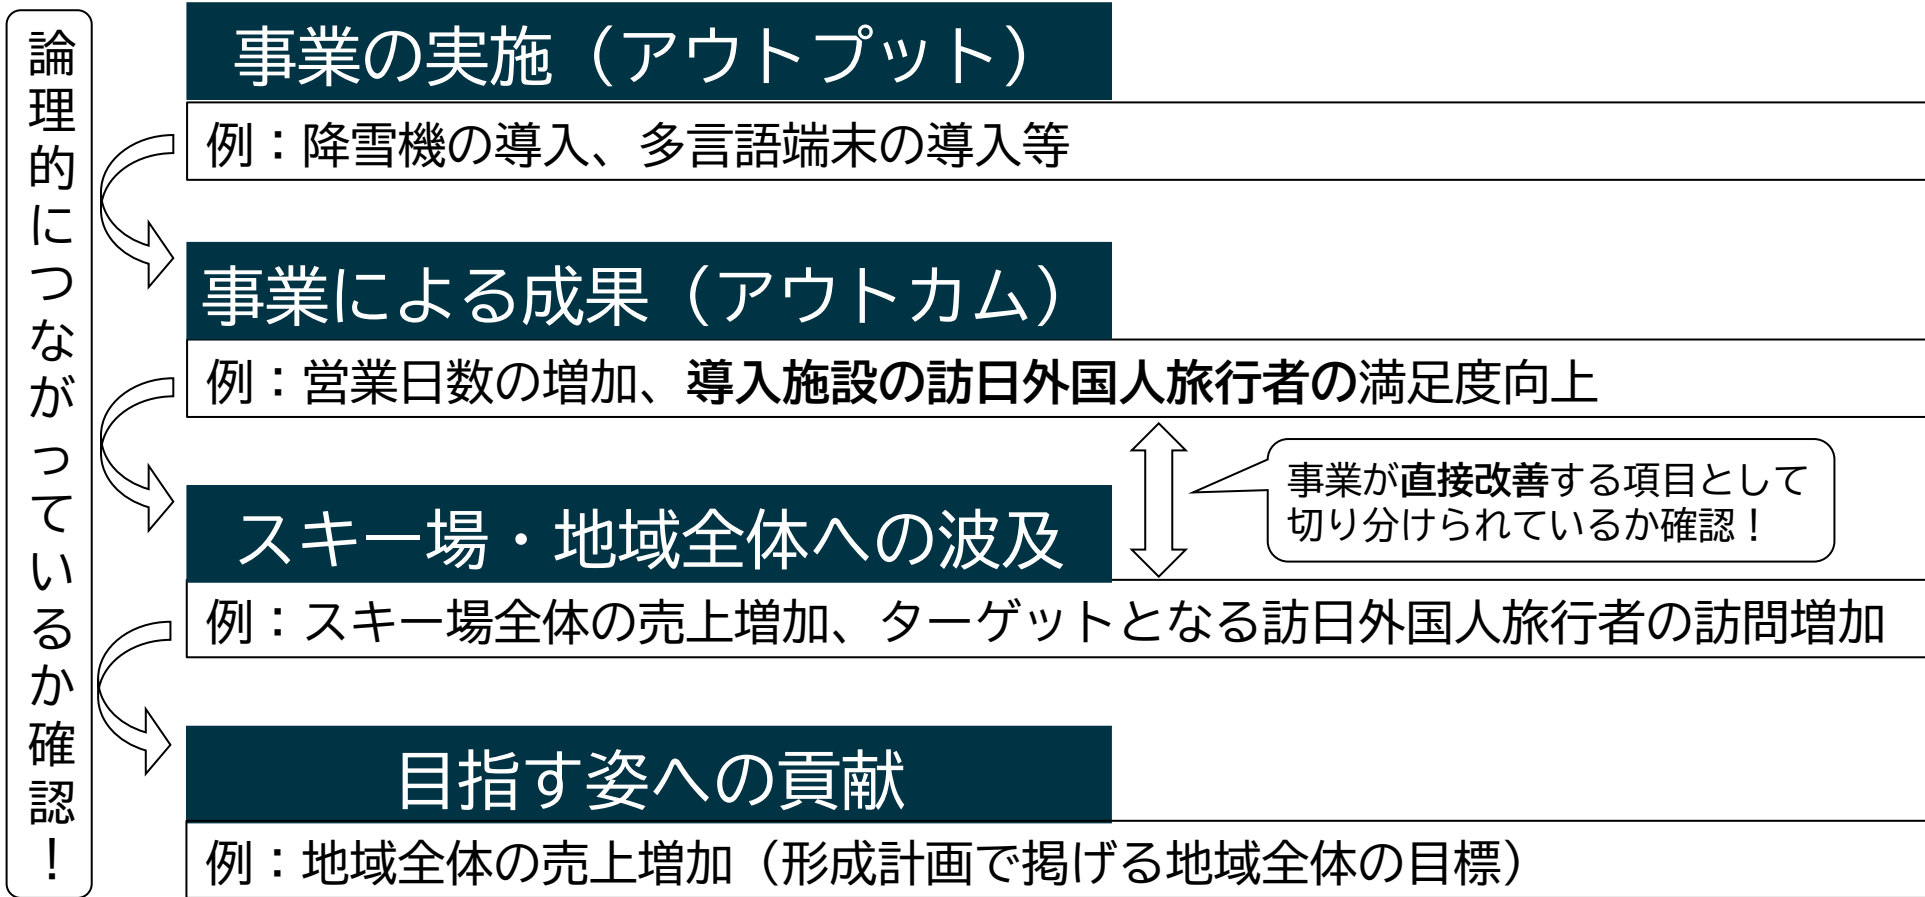 論理的につながっているか確認！
事業の実施（アウトプット）
例：降雪機の導入、多言語端末の導入等
事業による成果（アウトカム）
例：営業日数の増加、導入施設の訪日外国人旅行者の満足度向上
事業が直接改善する項目として
切り分けられているか確認！
スキー場・地域全体への波及
例：スキー場全体の売上増加、ターゲットとなる訪日外国人旅行者の訪問増加
目指す姿への貢献
例：地域全体の売上増加（形成計画で掲げる地域全体の目標）